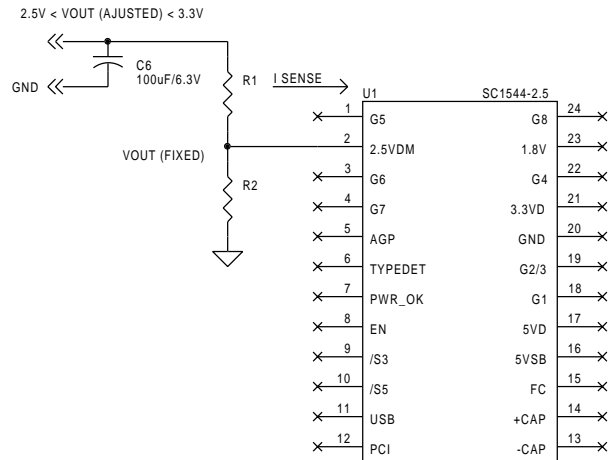 2.5V < VOUT (AJUSTED) < 3.3V
C6
100uF/6.3V
GND
R1
I SENSE
VOUT (FIXED)
R2
U1
SC1544-2.5
1 G5
2 2.5VDM
3 G6
4 G7
5 AGP
6 TYPEDET
7 PWR_OK
8 EN
9 /S3
10 /S5
11 USB
12 PCI
G8 24
1.8V 23
G4 22
3.3VD 21
GND 20
G2/3 19
G1 18
5VD 17
5VSB 16
FC 15
+CAP 14
-CAP 13